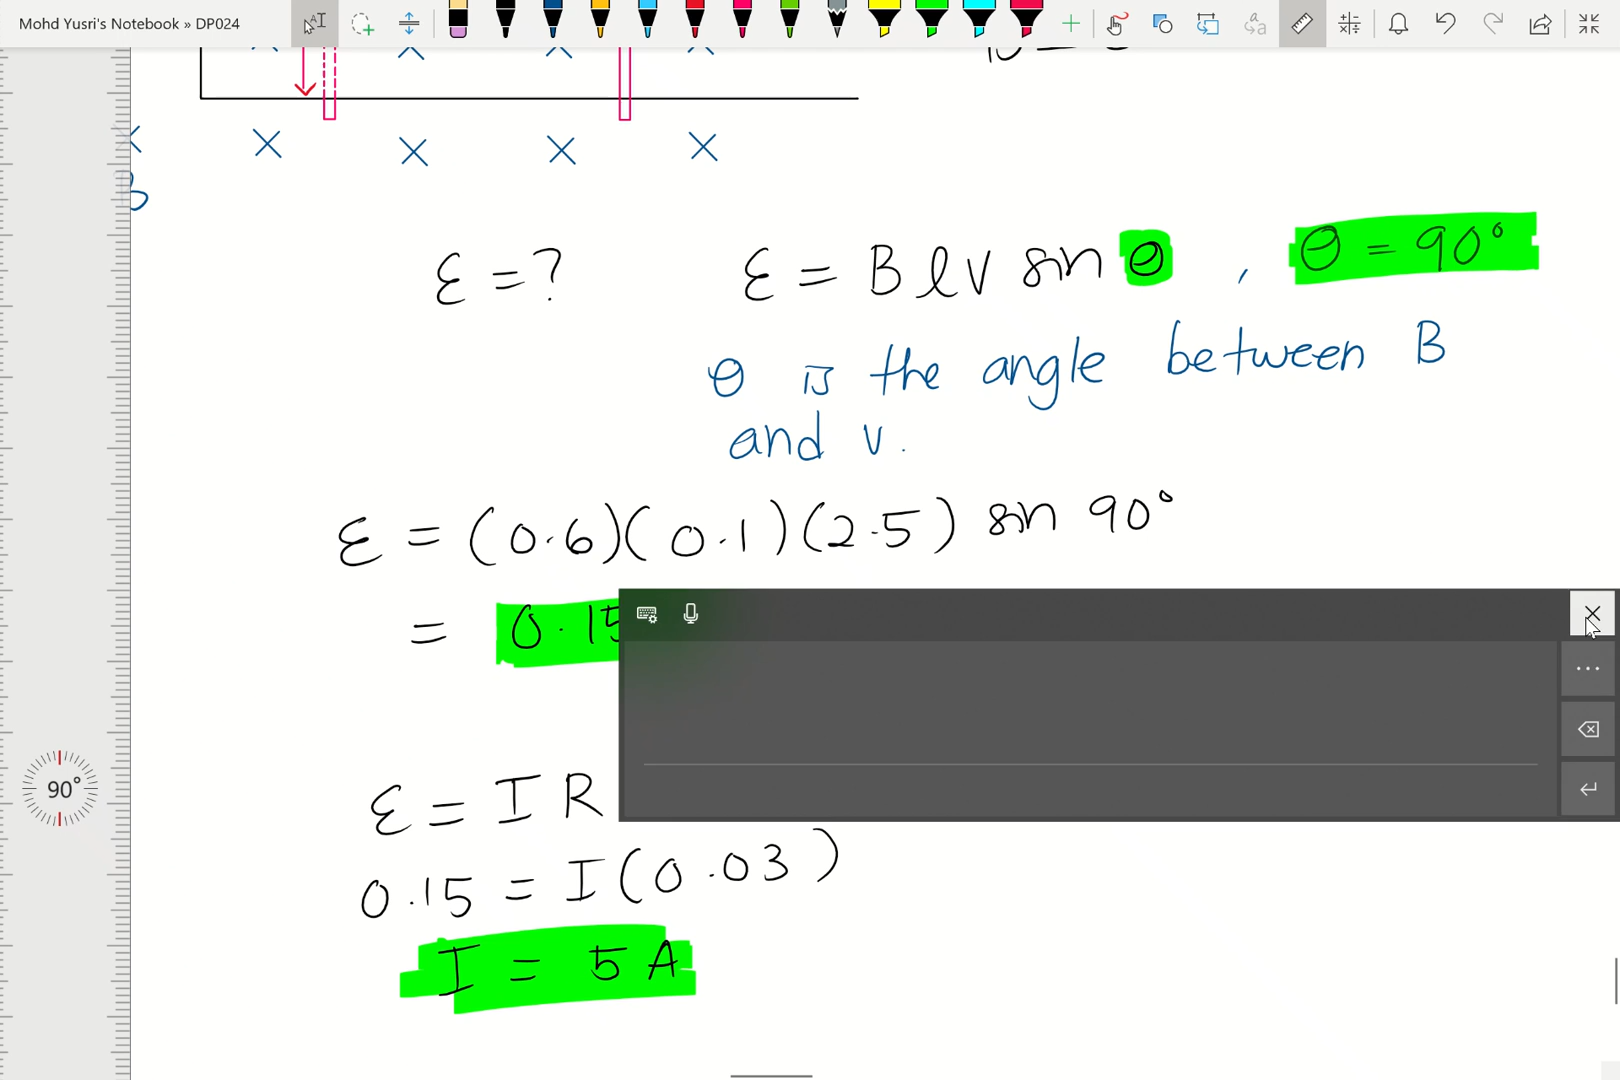 Mohd Yusri's Notebook » DP024
× × × ×
× × × × ×
B
ε = ? ε = B l v sin θ , θ = 90°
θ is the angle between B
and v.
ε = (0.6)(0.1)(2.5) sin 90°
= 0.15
90°
ε = I R
0.15 = I(0.03)
I = 5 A